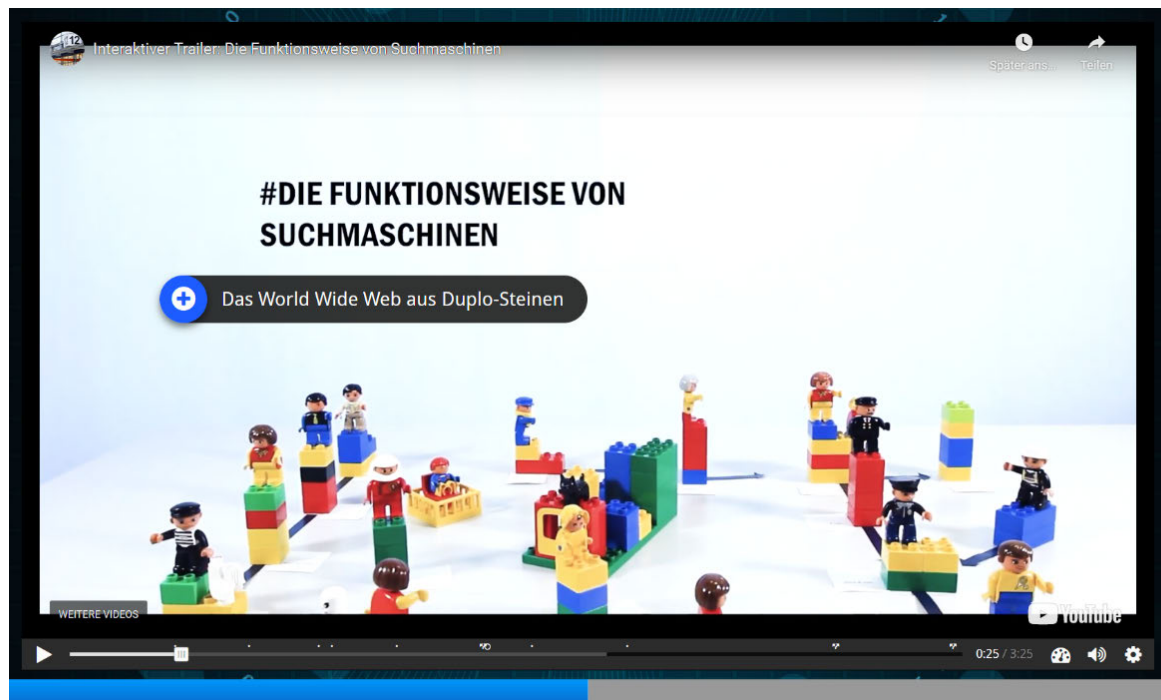 12
Interaktiver Trailer: Die Funktionsweise von Suchmaschinen
Später ans...
Teilen
#DIE FUNKTIONSWEISE VON
SUCHMASCHINEN
Das World Wide Web aus Duplo-Steinen
WEITERE VIDEOS
YouTube
0:25 / 3:25